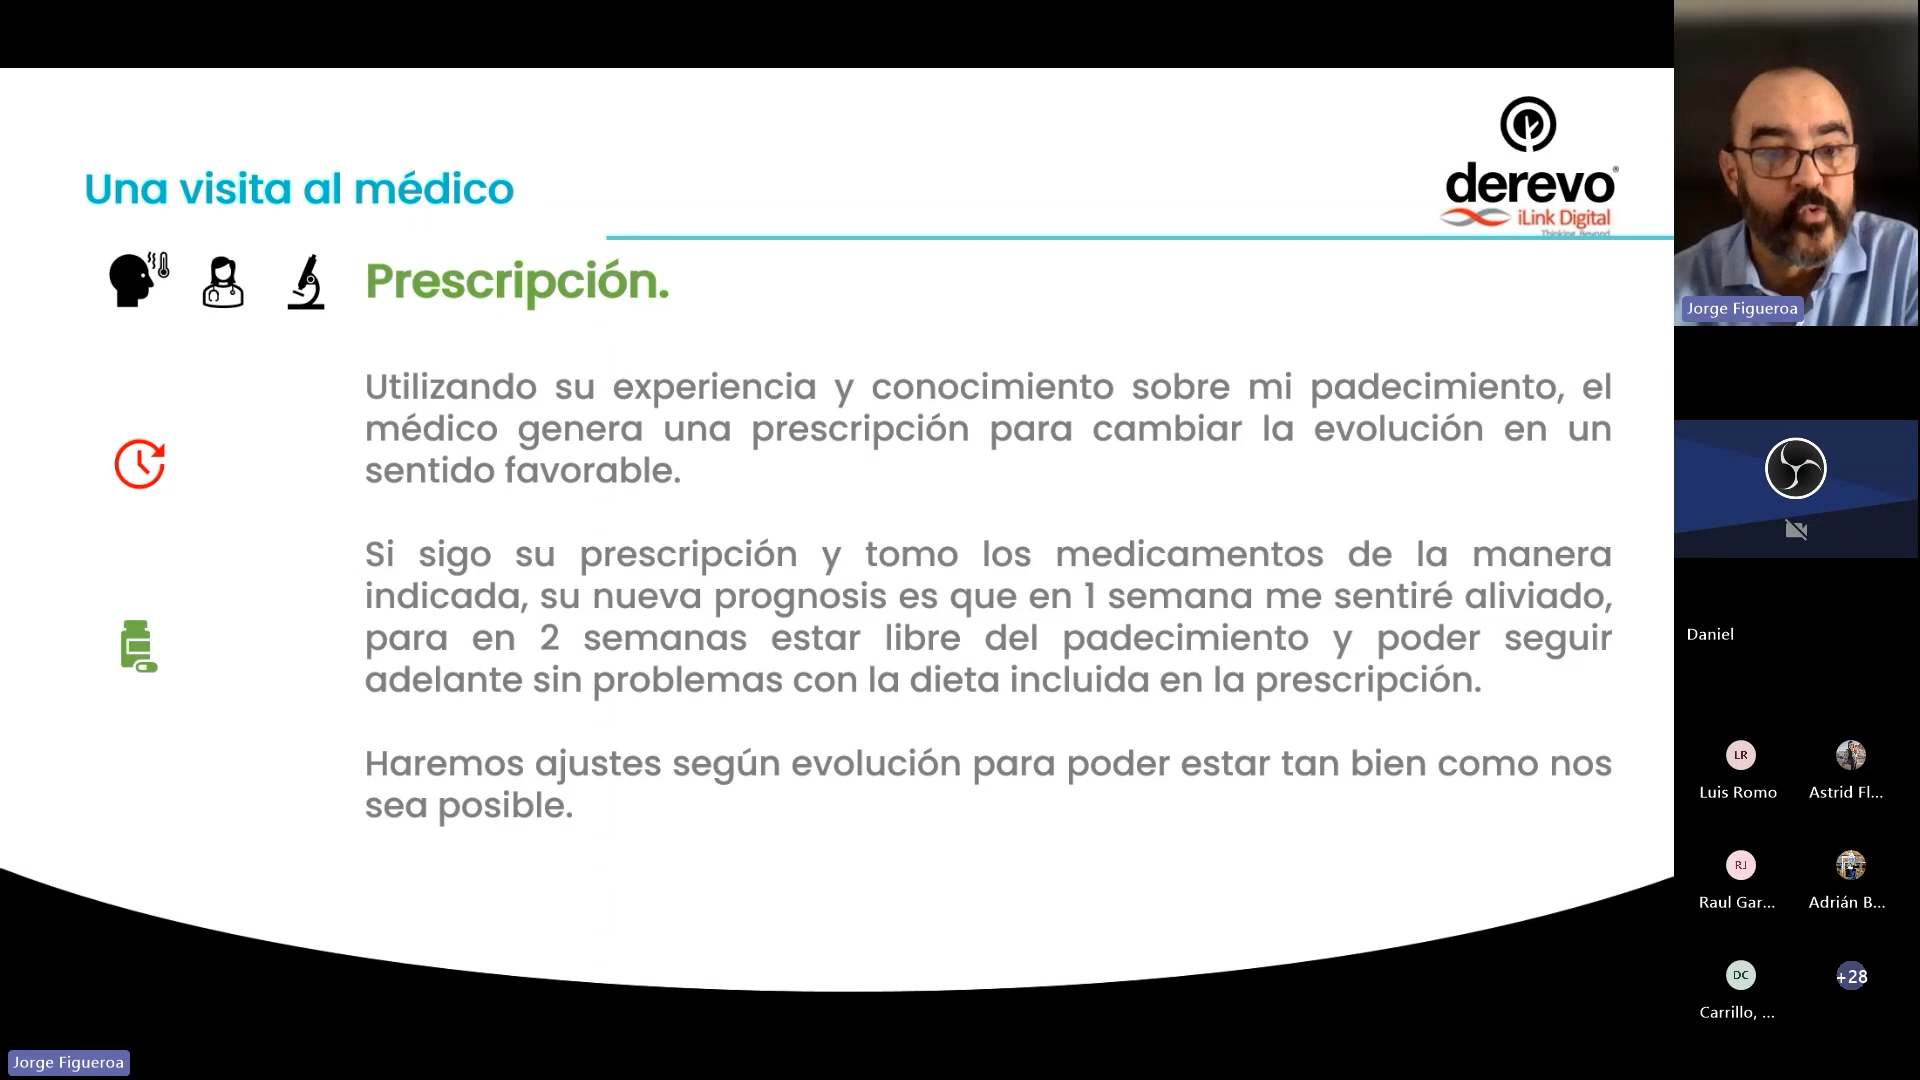 Una visita al médico
derevo®
iLink Digital
Thinking Beyond
Prescripción.
Utilizando su experiencia y conocimiento sobre mi padecimiento, el
médico genera una prescripción para cambiar la evolución en un
sentido favorable.
Si sigo su prescripción y tomo los medicamentos de la manera
indicada, su nueva prognosis es que en 1 semana me sentiré aliviado,
para en 2 semanas estar libre del padecimiento y poder seguir
adelante sin problemas con la dieta incluida en la prescripción.
Haremos ajustes según evolución para poder estar tan bien como nos
sea posible.
Jorge Figueroa
Jorge Figueroa
Daniel
LR
Luis Romo
Astrid Fl...
RJ
Raul Gar...
Adrián B...
DC
Carrillo, ...
+28